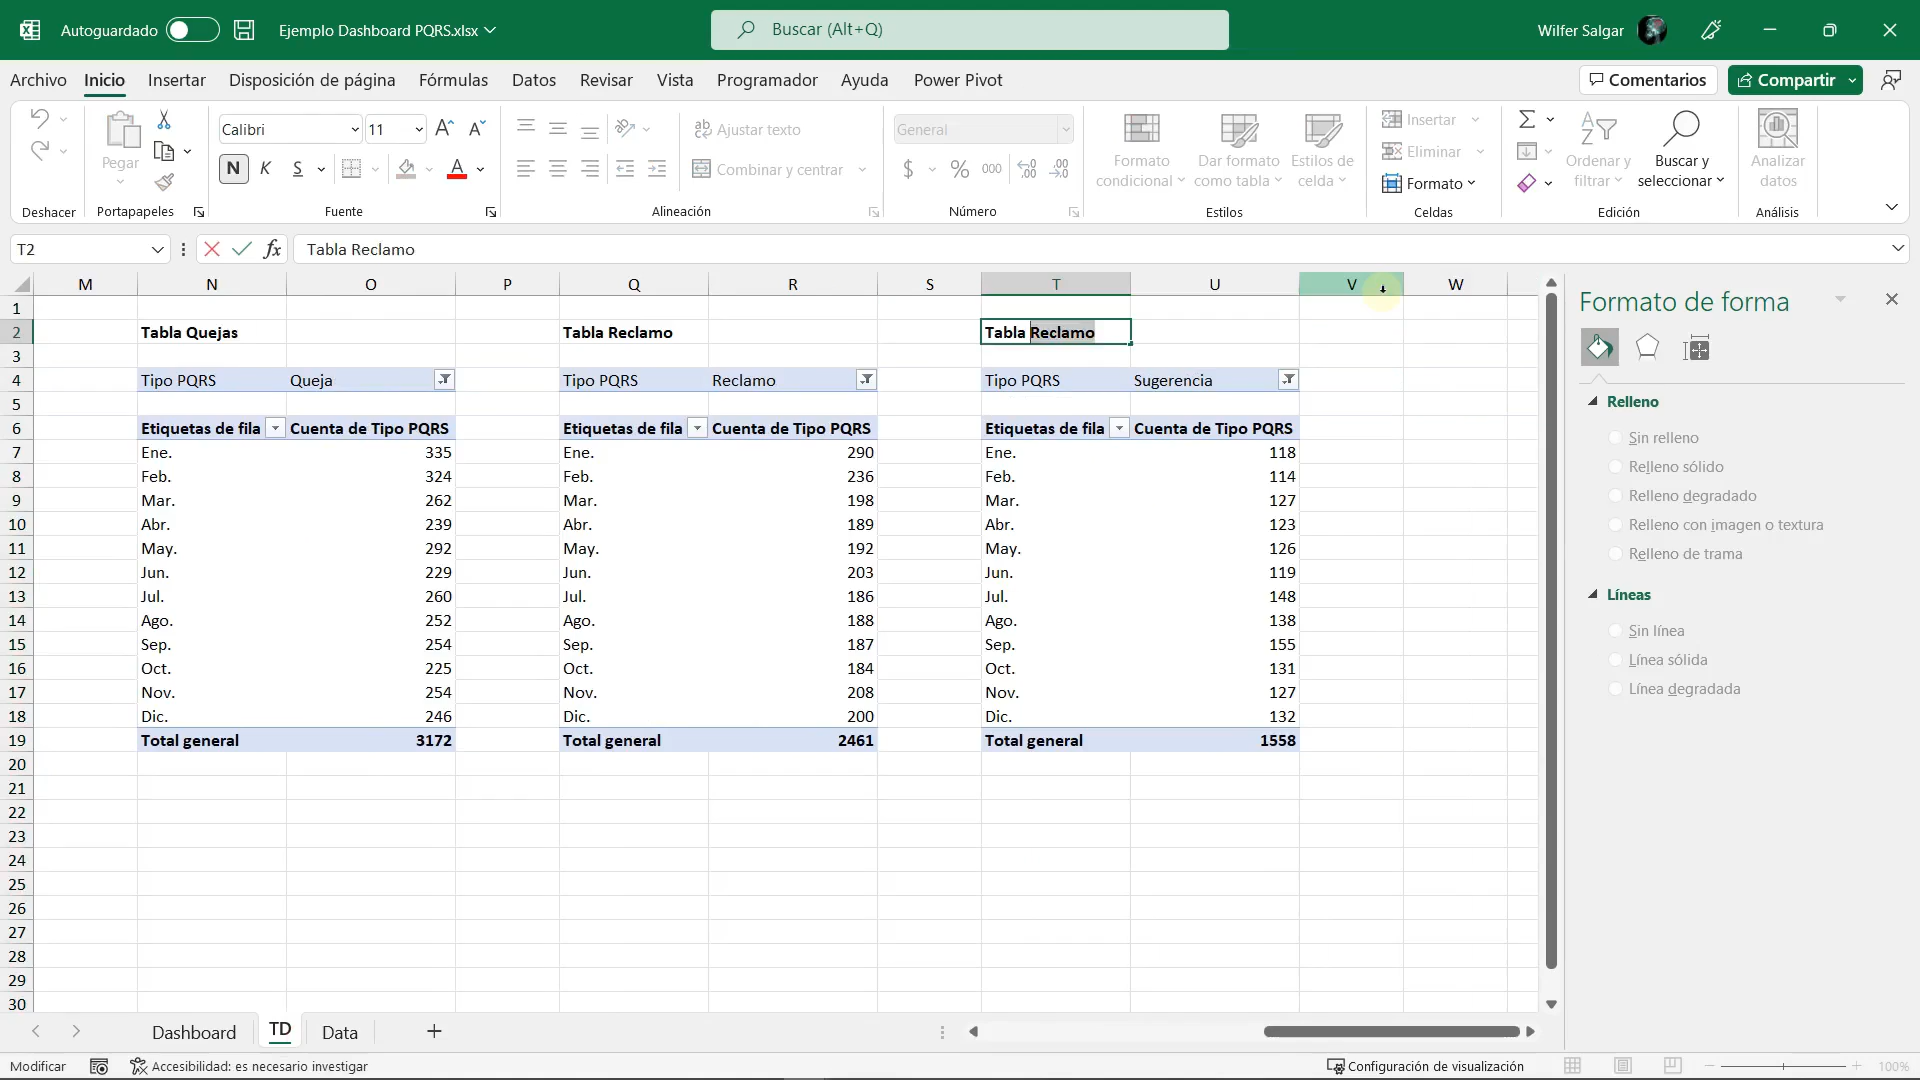 Autoguardado
Ejemplo Dashboard PQRS.xlsx
Buscar (Alt+Q)
Wilfer Salgar
Archivo Inicio Insertar Disposición de página Fórmulas Datos Revisar Vista Programador Ayuda Power Pivot
Comentarios Compartir
Pegar
Calibri 11
N K S
Ajustar texto
Combinar y centrar
General
$ % 000
Formato condicional
Dar formato como tabla
Estilos de celda
Insertar
Eliminar
Formato
Ordenar y filtrar
Buscar y seleccionar
Analizar datos
Deshacer Portapapeles Fuente Alineación Número Estilos Celdas Edición Análisis
T2 fx Tabla Reclamo
M N O P Q R S T U V W
1
2 Tabla Quejas Tabla Reclamo Tabla Reclamo
3
4 Tipo PQRS Queja Tipo PQRS Reclamo Tipo PQRS Sugerencia
5
6 Etiquetas de fila Cuenta de Tipo PQRS Etiquetas de fila Cuenta de Tipo PQRS Etiquetas de fila Cuenta de Tipo PQRS
7 Ene. 335 Ene. 290 Ene. 118
8 Feb. 324 Feb. 236 Feb. 114
9 Mar. 262 Mar. 198 Mar. 127
10 Abr. 239 Abr. 189 Abr. 123
11 May. 292 May. 192 May. 126
12 Jun. 229 Jun. 203 Jun. 119
13 Jul. 260 Jul. 186 Jul. 148
14 Ago. 252 Ago. 188 Ago. 138
15 Sep. 254 Sep. 187 Sep. 155
16 Oct. 225 Oct. 184 Oct. 131
17 Nov. 254 Nov. 208 Nov. 127
18 Dic. 246 Dic. 200 Dic. 132
19 Total general 3172 Total general 2461 Total general 1558
20
21
22
23
24
25
26
27
28
29
30
Formato de forma
Relleno
Sin relleno
Relleno sólido
Relleno degradado
Relleno con imagen o textura
Relleno de trama
Líneas
Sin línea
Línea sólida
Línea degradada
Dashboard TD Data
Modificar Accesibilidad: es necesario investigar Configuración de visualización 100%